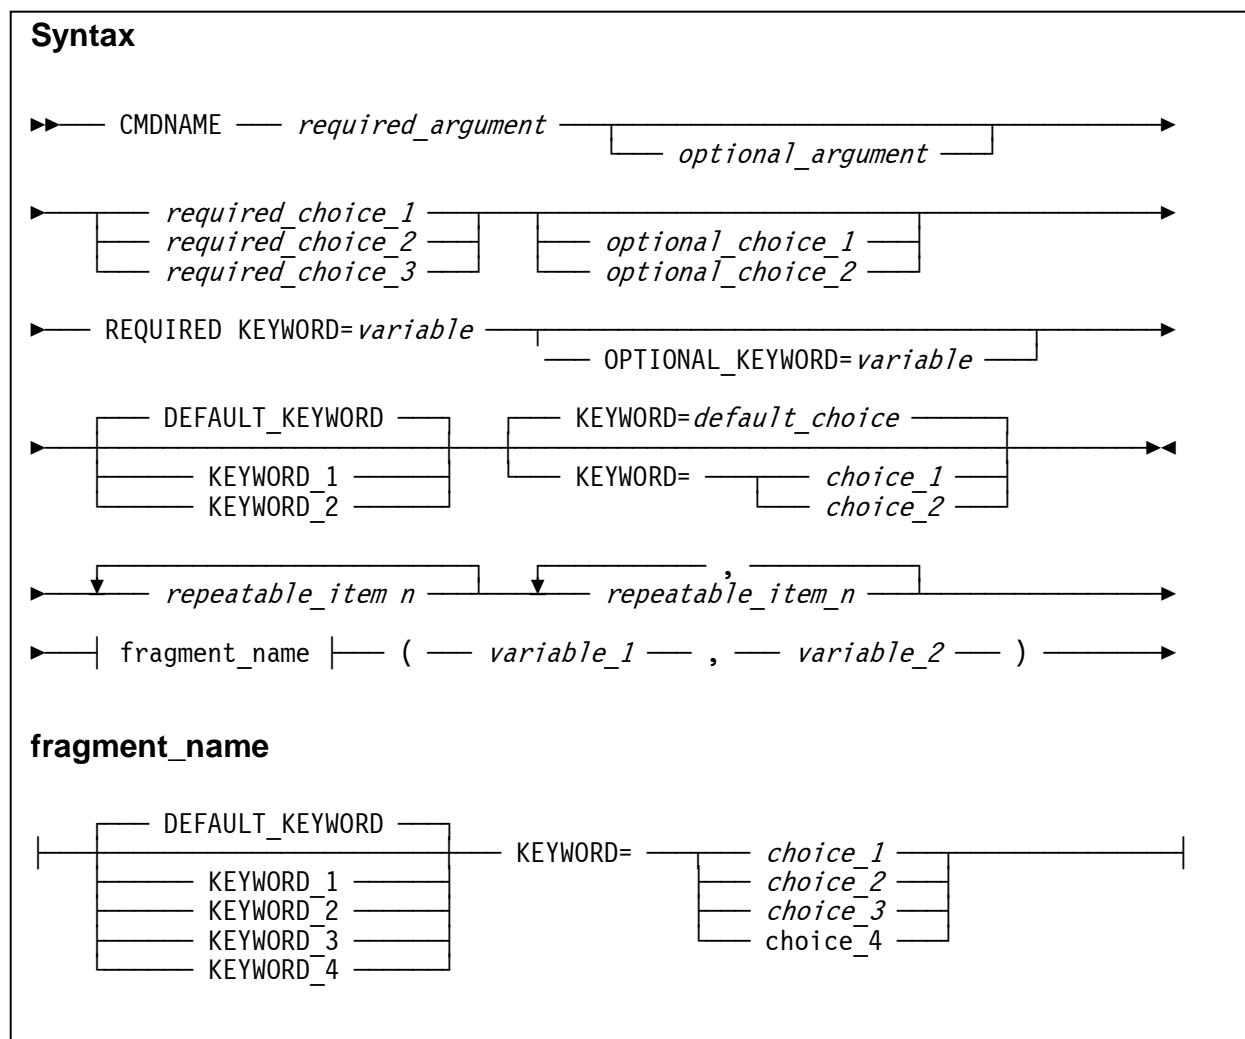 Syntax
CMDNAME required_argument
optional_argument
required_choice_1
required_choice_2 optional_choice_1
required_choice_3 optional_choice_2
REQUIRED KEYWORD=variable
OPTIONAL_KEYWORD=variable
DEFAULT_KEYWORD KEYWORD=default_choice
KEYWORD_1 KEYWORD= choice_1
KEYWORD_2 choice_2
,
repeatable_item n repeatable_item_n
fragment_name ( variable_1 , variable_2 )
fragment_name
DEFAULT_KEYWORD
KEYWORD= choice_1
KEYWORD_1 choice_2
KEYWORD_2 choice_3
KEYWORD_3 choice_4
KEYWORD_4